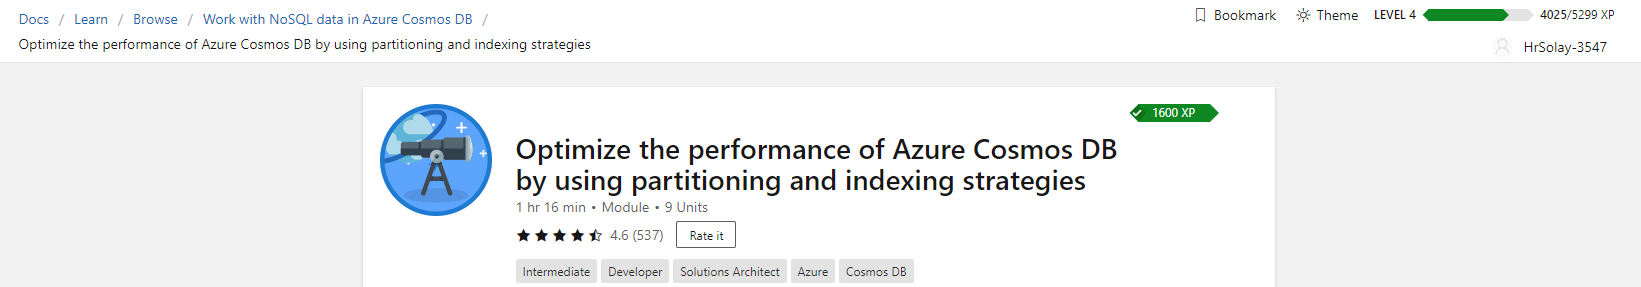 Docs / Learn / Browse / Work with NoSQL data in Azure Cosmos DB /
Bookmark Theme LEVEL 4 4025/5299 XP
Optimize the performance of Azure Cosmos DB by using partitioning and indexing strategies
HrSolay-3547
1600 XP
Optimize the performance of Azure Cosmos DB
by using partitioning and indexing strategies
1 hr 16 min • Module • 9 Units
4.6 (537) Rate it
Intermediate Developer Solutions Architect Azure Cosmos DB